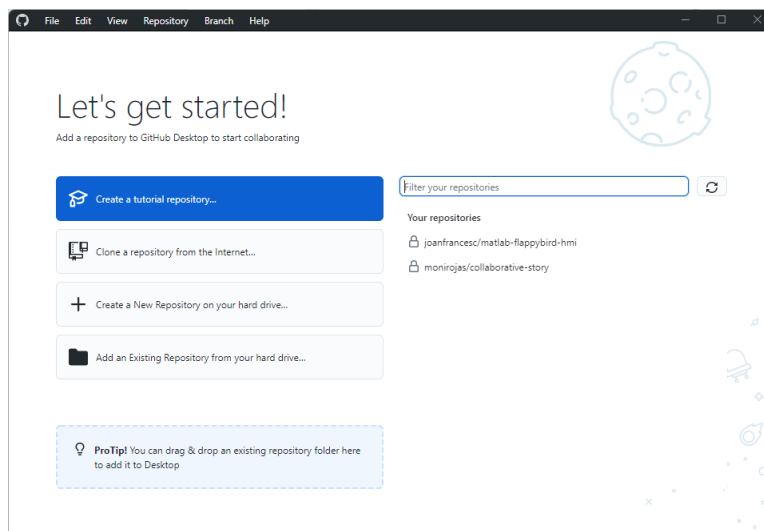 File Edit View Repository Branch Help
Let's get started!
Add a repository to GitHub Desktop to start collaborating
Create a tutorial repository...
Clone a repository from the Internet...
Create a New Repository on your hard drive...
Add an Existing Repository from your hard drive...
ProTip! You can drag & drop an existing repository folder here
to add it to Desktop
Filter your repositories
Your repositories
joanfrancesc/matlab-flappybird-hmi
monirojas/collaborative-story